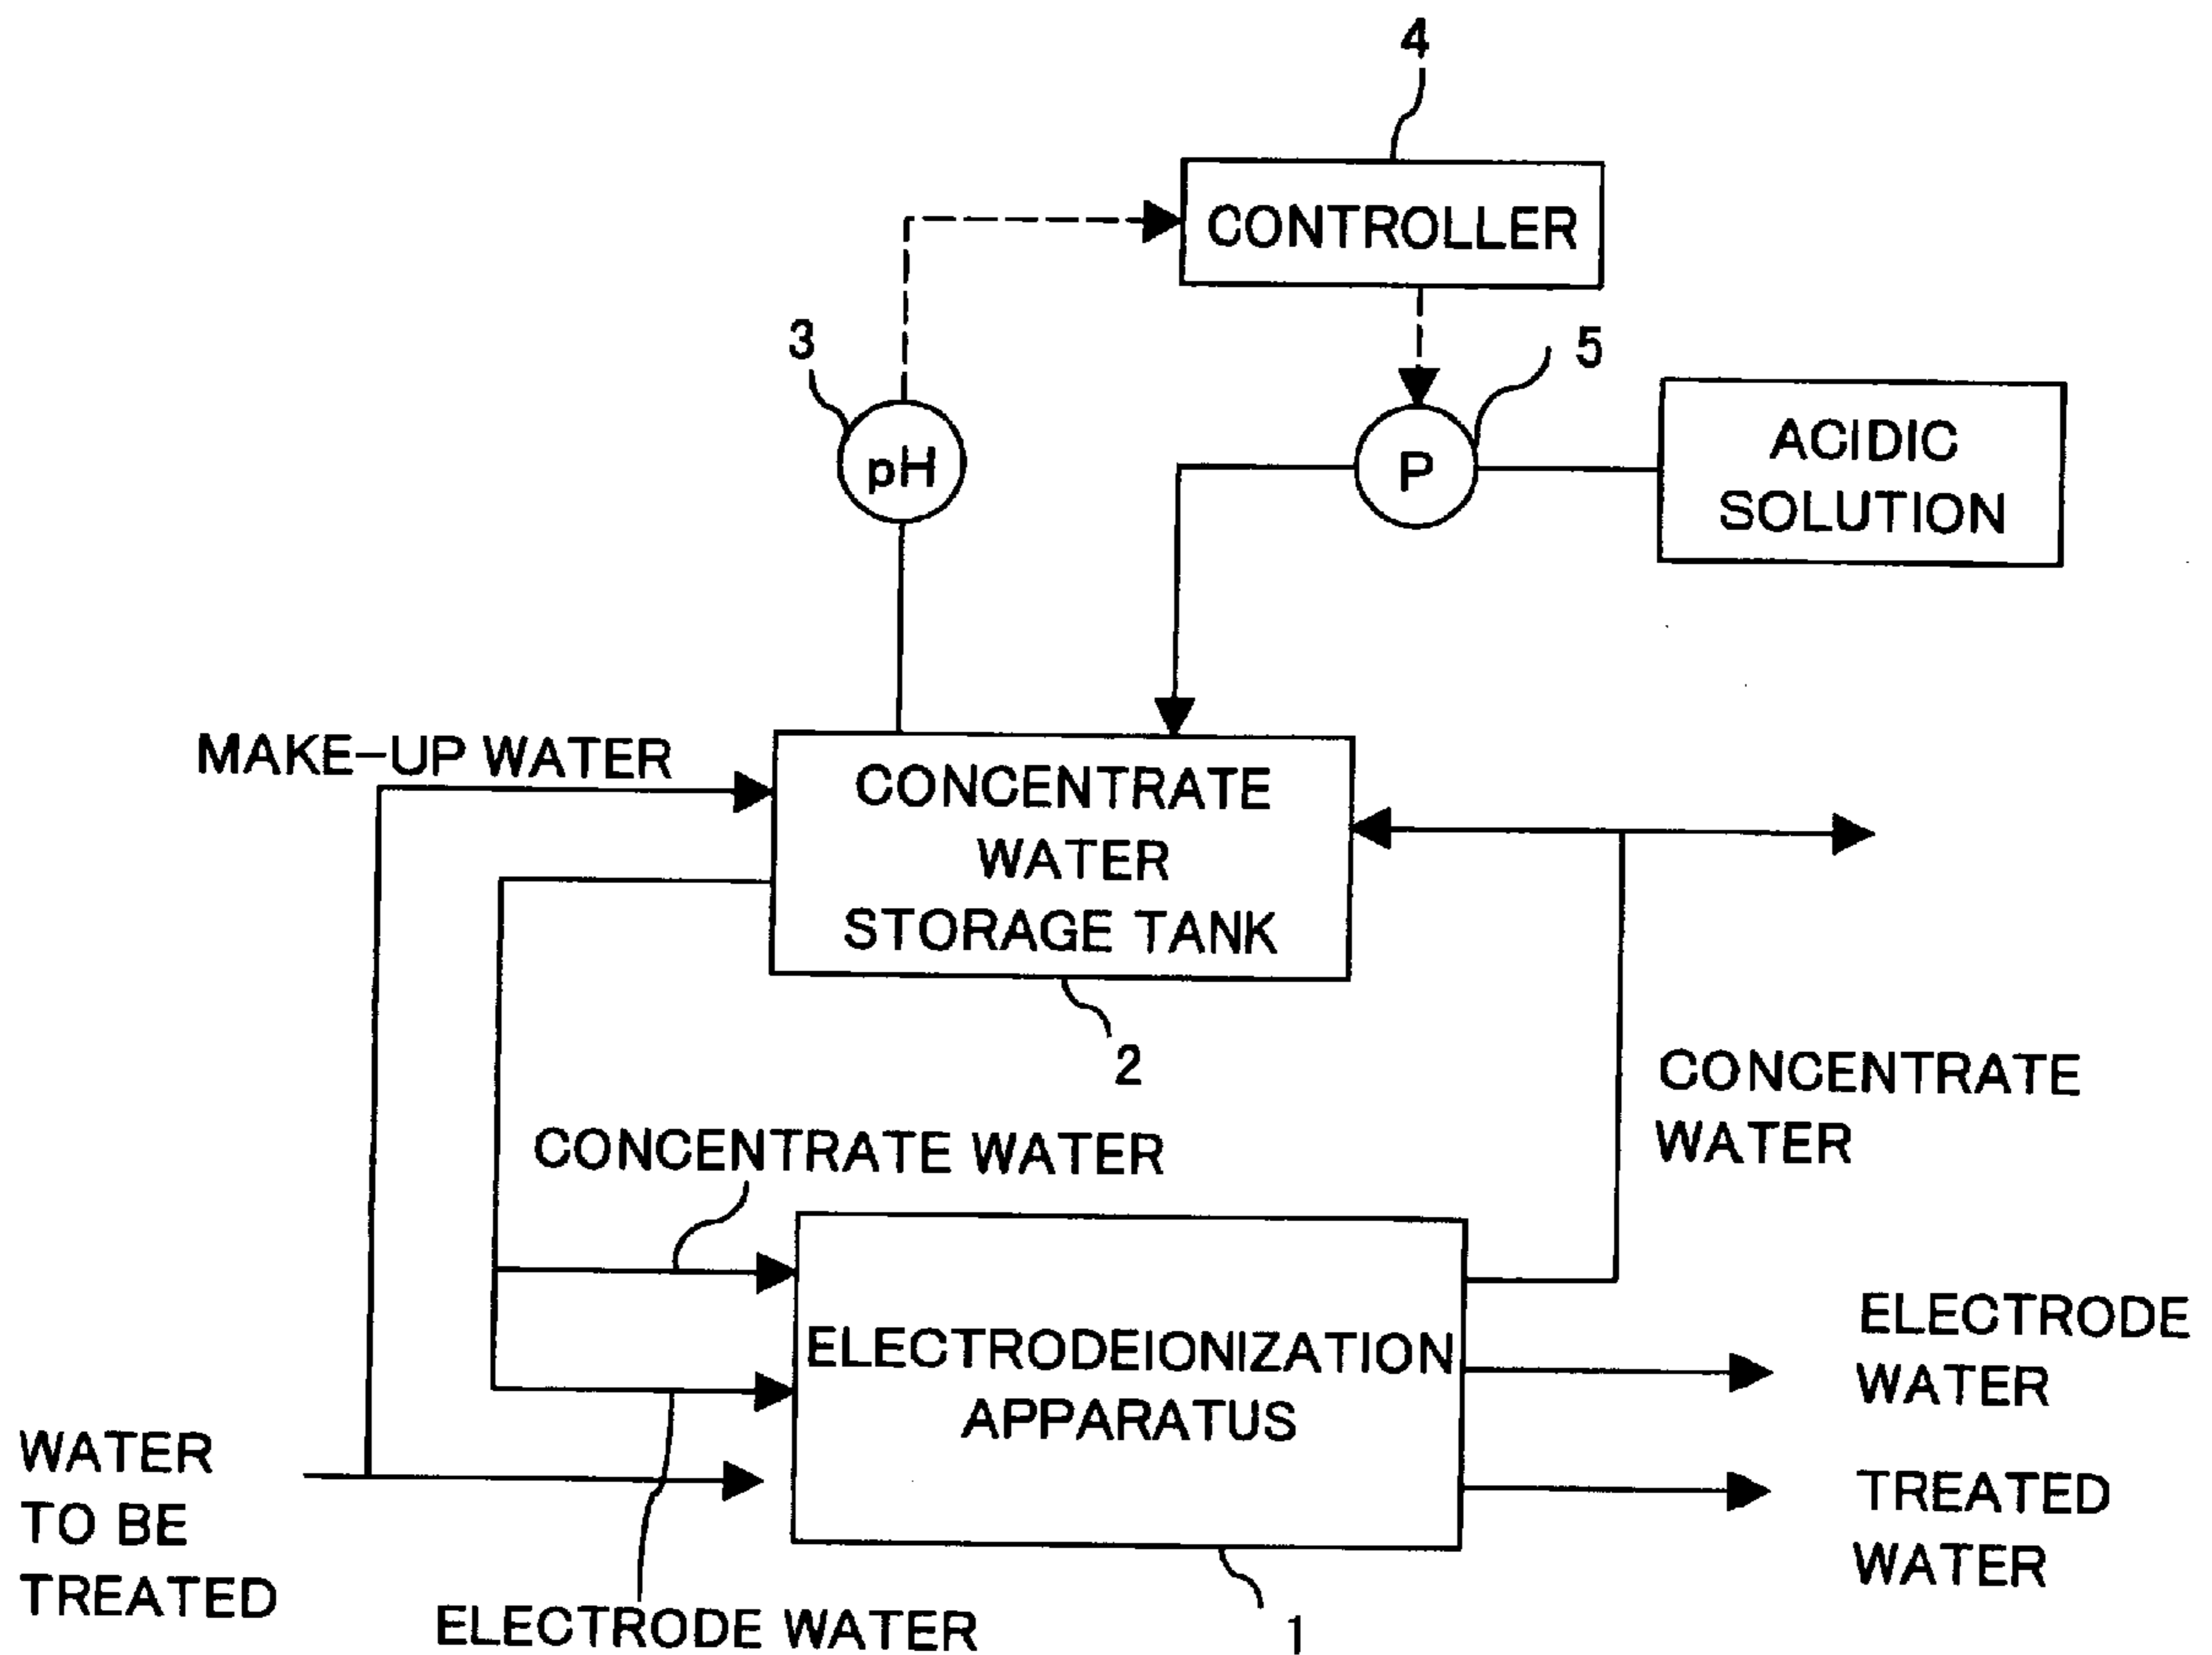 4
CONTROLLER
3
5
pH
P
ACIDIC
SOLUTION
MAKE-UP WATER
CONCENTRATE
WATER
STORAGE TANK
2
CONCENTRATE
WATER
CONCENTRATE WATER
ELECTRODEIONIZATION
APPARATUS
ELECTRODE
WATER
WATER
TO BE
TREATED
TREATED
WATER
ELECTRODE WATER
1